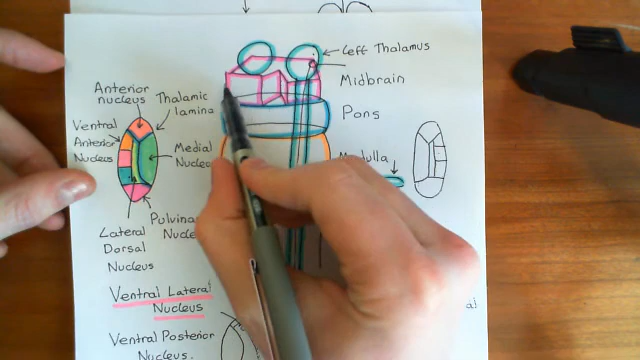 Anterior
nucleus
Thalamic
lamina
Ventral
Anterior
Nucleus
Medial
Pulvinar
Lateral
Dorsal
Nucleus
Ventral Lateral
Nucleus
Ventral Posterior
Nucleus.
Left Thalamus
Midbrain
Pons
Medulla